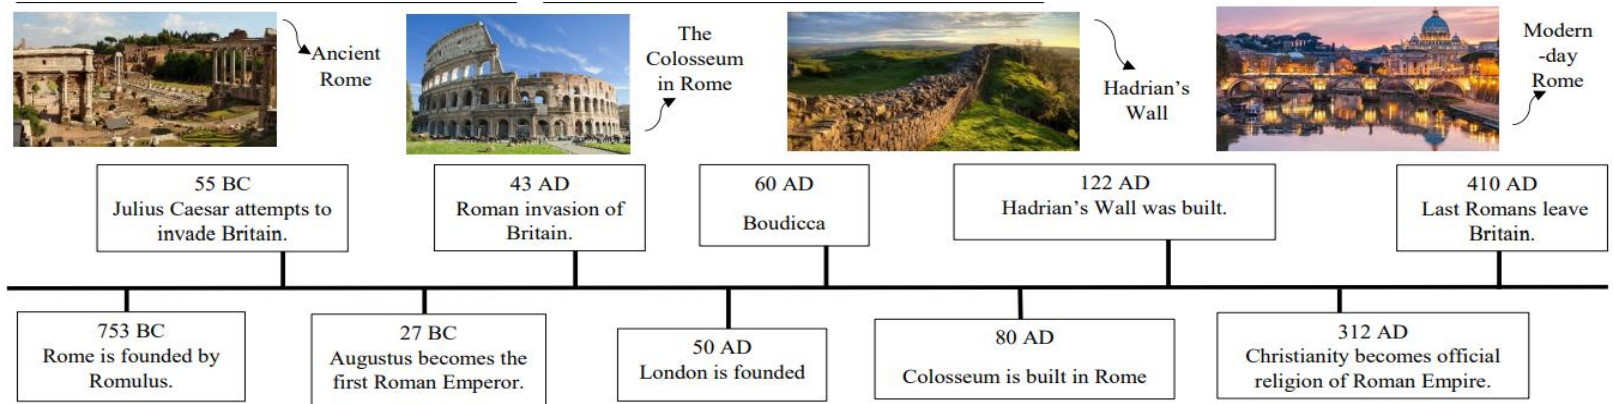 Ancient
Rome
The
Colosseum
in Rome
Hadrian’s
Wall
Modern
-day
Rome
55 BC
Julius Caesar attempts to
invade Britain.
43 AD
Roman invasion of
Britain.
60 AD
Boudicca
122 AD
Hadrian’s Wall was built.
410 AD
Last Romans leave
Britain.
753 BC
Rome is founded by
Romulus.
27 BC
Augustus becomes the
first Roman Emperor.
50 AD
London is founded
80 AD
Colosseum is built in Rome
312 AD
Christianity becomes official
religion of Roman Empire.